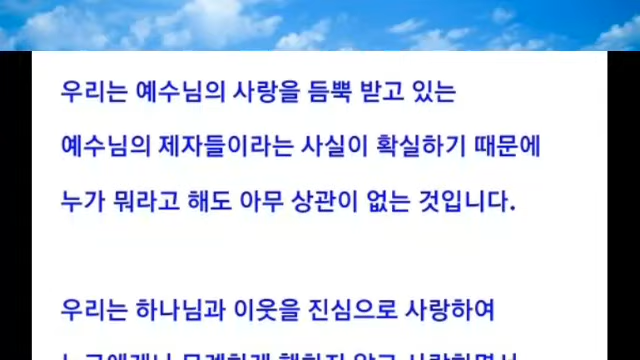 우리는 예수님의 사랑을 듬뿍 받고 있는
예수님의 제자들이라는 사실이 확실하기 때문에
누가 뭐라고 해도 아무 상관이 없는 것입니다.
우리는 하나님과 이웃을 진심으로 사랑하여